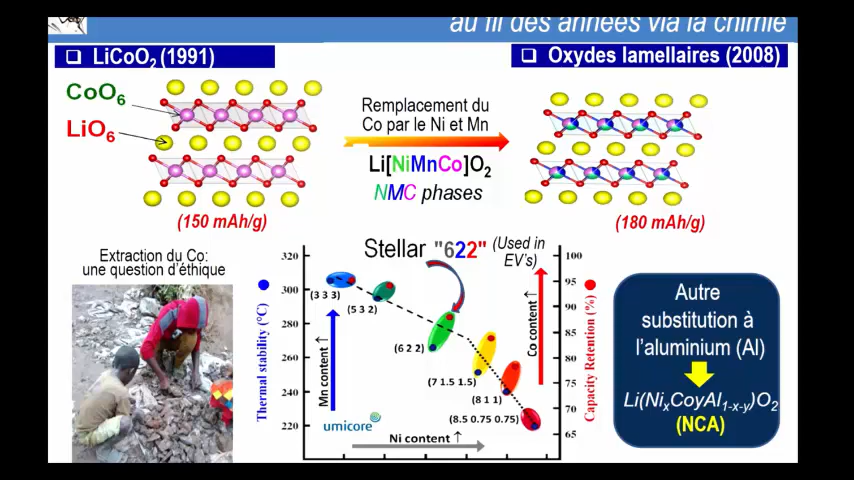 au fil des années via la chimie
❑ LiCoO2 (1991)
❑ Oxydes lamellaires (2008)
CoO6
LiO6
Remplacement du
Co par le Ni et Mn
Li[NiMnCo]O2
NMC phases
(150 mAh/g)
(180 mAh/g)
Extraction du Co:
une question d'éthique
Stellar "622"
(Used in
EV's)
320
300
280
260
240
220
Thermal stability (°C)
Mn content ↑
(3 3 3)
(5 3 2)
(6 2 2)
(7 1.5 1.5)
(8 1 1)
(8.5 0.75 0.75)
umicore
Ni content ↑
Co content ↑
100
95
90
85
80
75
70
65
Capacity Retention (%)
Autre
substitution à
l'aluminium (Al)
Li(NixCoyAl1-x-y)O2
(NCA)